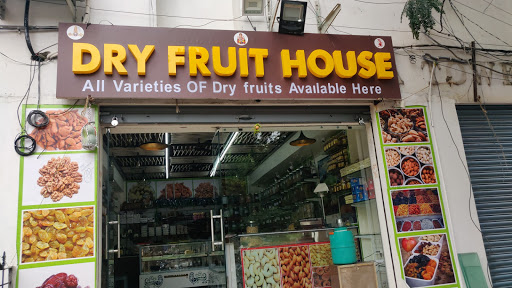 DRY FRUIT HOUSE
All Varieties OF Dry fruits Available Here